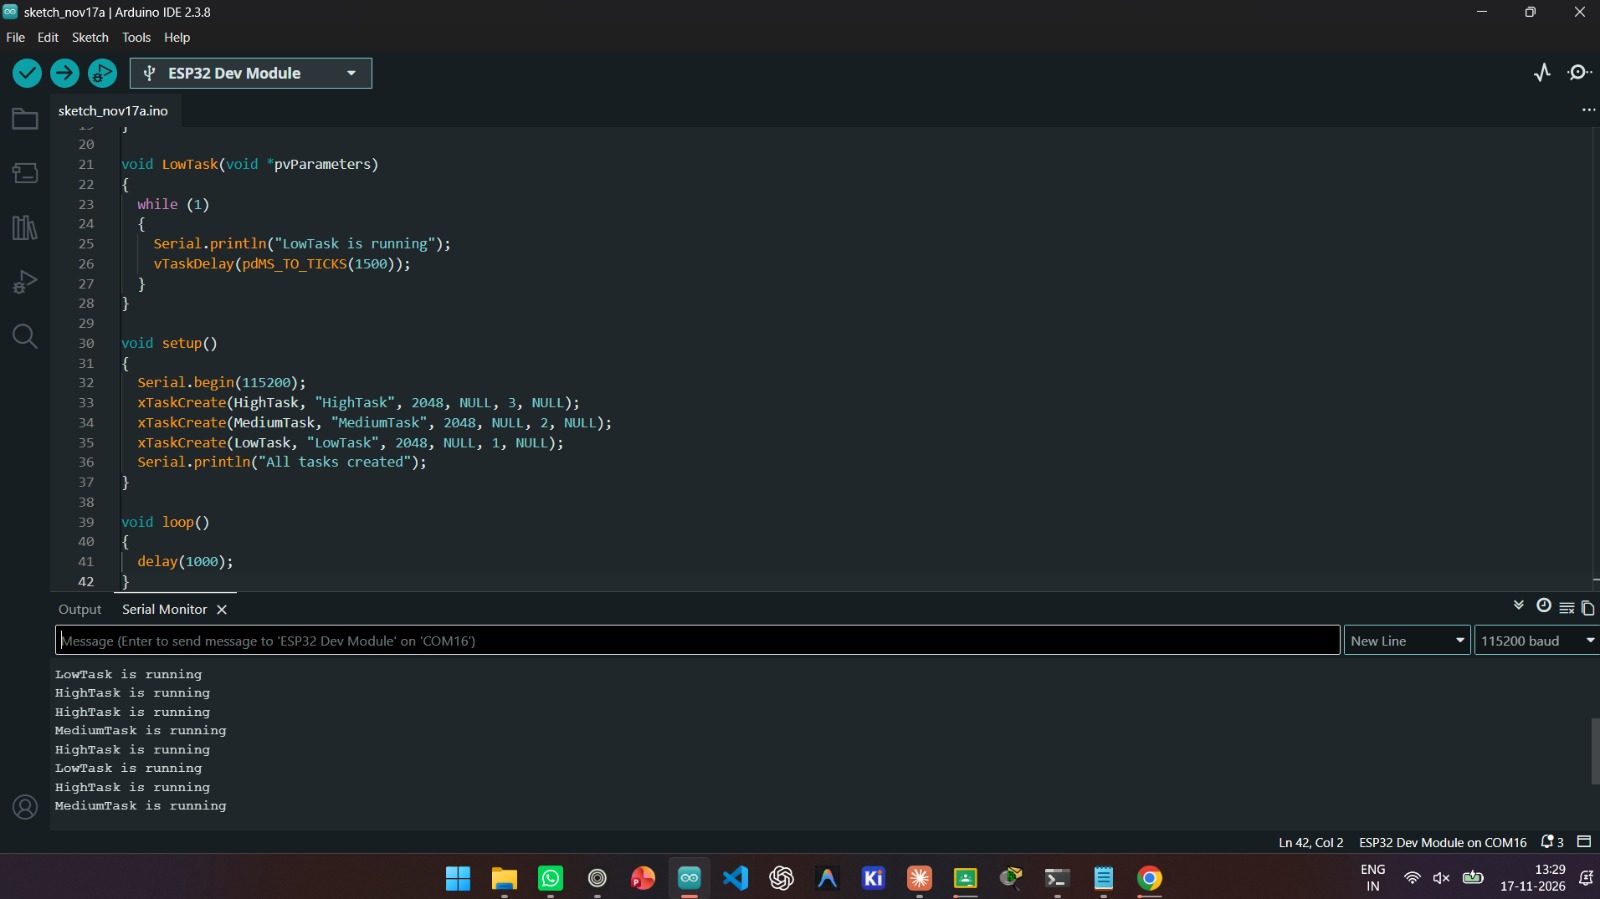 sketch_nov17a | Arduino IDE 2.3.8
File Edit Sketch Tools Help
ESP32 Dev Module
sketch_nov17a.ino
19 }
20
21 void LowTask(void *pvParameters)
22 {
23 while (1)
24 {
25 Serial.println("LowTask is running");
26 vTaskDelay(pdMS_TO_TICKS(1500));
27 }
28 }
29
30 void setup()
31 {
32 Serial.begin(115200);
33 xTaskCreate(HighTask, "HighTask", 2048, NULL, 3, NULL);
34 xTaskCreate(MediumTask, "MediumTask", 2048, NULL, 2, NULL);
35 xTaskCreate(LowTask, "LowTask", 2048, NULL, 1, NULL);
36 Serial.println("All tasks created");
37 }
38
39 void loop()
40 {
41 delay(1000);
42 }
Output Serial Monitor
Message (Enter to send message to 'ESP32 Dev Module' on 'COM16') New Line 115200 baud
LowTask is running
HighTask is running
HighTask is running
MediumTask is running
HighTask is running
LowTask is running
HighTask is running
MediumTask is running
Ln 42, Col 2 ESP32 Dev Module on COM16 3
Ki
ENG 13:29
IN 17-11-2026